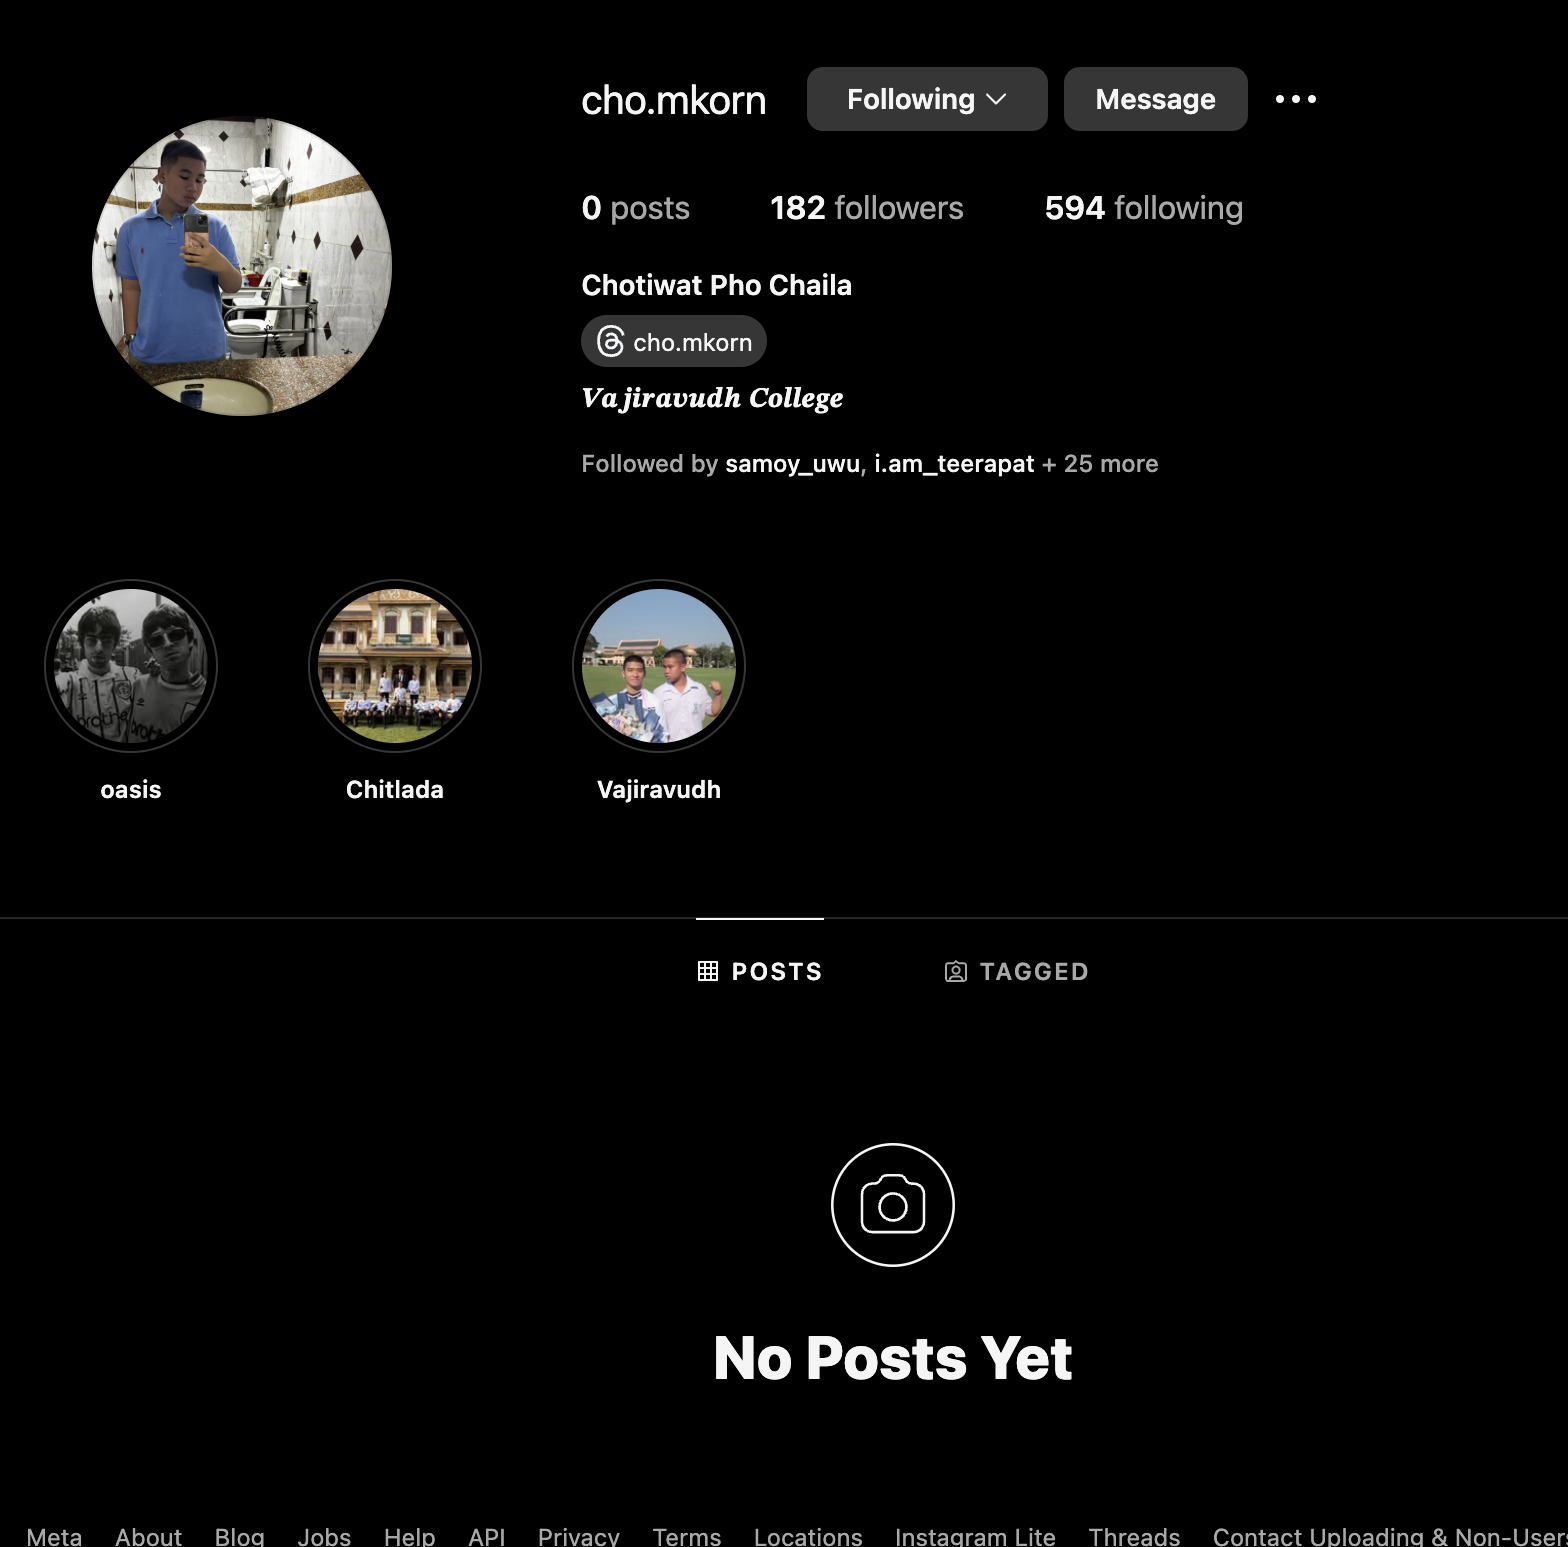 cho.mkorn Following Message
0 posts 182 followers 594 following
Chotiwat Pho Chaila
cho.mkorn
Vajiravudh College
Followed by samoy_uwu, i.am_teerapat + 25 more
brother
oasis Chitlada Vajiravudh
POSTS TAGGED
No Posts Yet
Meta About Blog Jobs Help API Privacy Terms Locations Instagram Lite Threads Contact Uploading & Non-Users